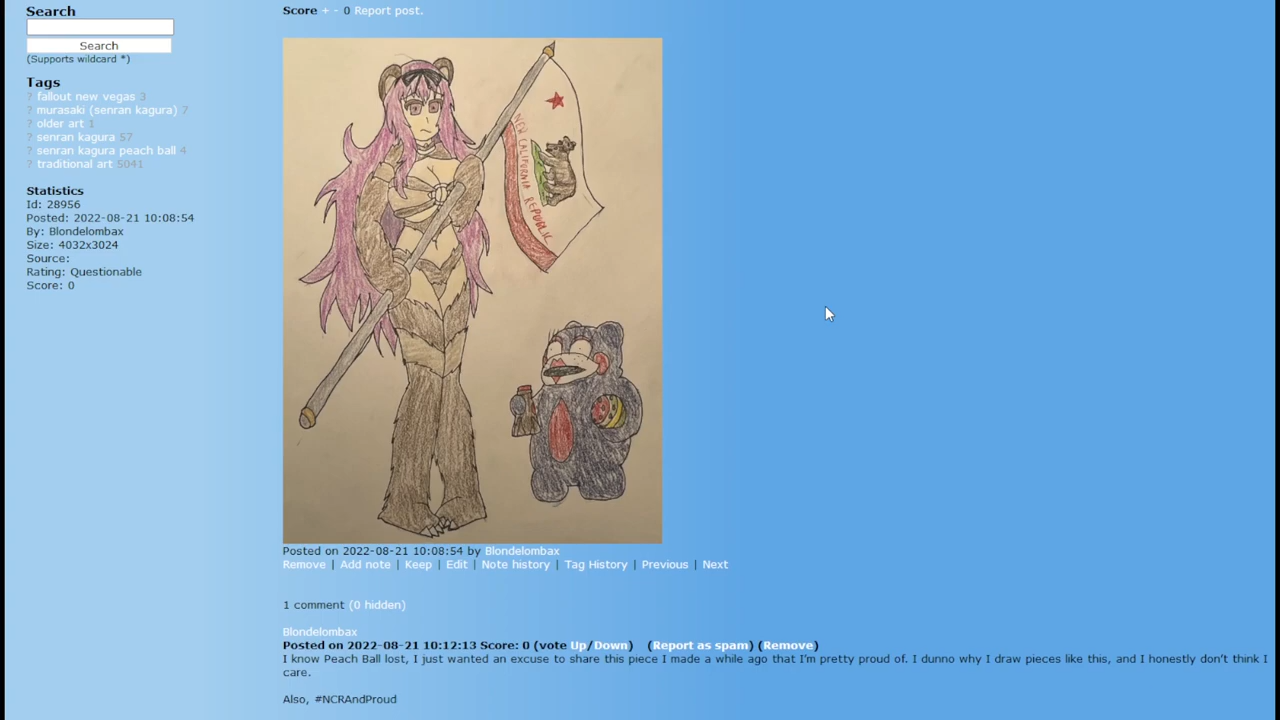 Search
Search
(Supports wildcard *)
Tags
? fallout new vegas 3
? murasaki (senran kagura) 7
? older art 1
? senran kagura 57
? senran kagura peach ball 4
? traditional art 5041
Statistics
Id: 28956
Posted: 2022-08-21 10:08:54
By: Blondelombax
Size: 4032x3024
Source:
Rating: Questionable
Score: 0
Score + - 0 Report post.
NEW CALIFORNIA REPUBLIC
Posted on 2022-08-21 10:08:54 by Blondelombax
Remove | Add note | Keep | Edit | Note history | Tag History | Previous | Next
1 comment (0 hidden)
Blondelombax
Posted on 2022-08-21 10:12:13 Score: 0 (vote Up/Down) (Report as spam) (Remove)
I know Peach Ball lost, I just wanted an excuse to share this piece I made a while ago that I'm pretty proud of. I dunno why I draw pieces like this, and I honestly don't think I
care.
Also, #NCRAndProud